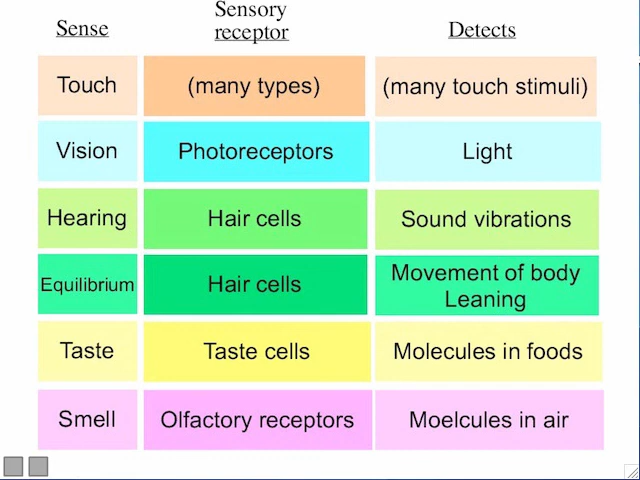 Sense
Sensory
receptor
Detects
Touch
(many types)
(many touch stimuli)
Vision
Photoreceptors
Light
Hearing
Hair cells
Sound vibrations
Equilibrium
Hair cells
Movement of body
Leaning
Taste
Taste cells
Molecules in foods
Smell
Olfactory receptors
Moelcules in air